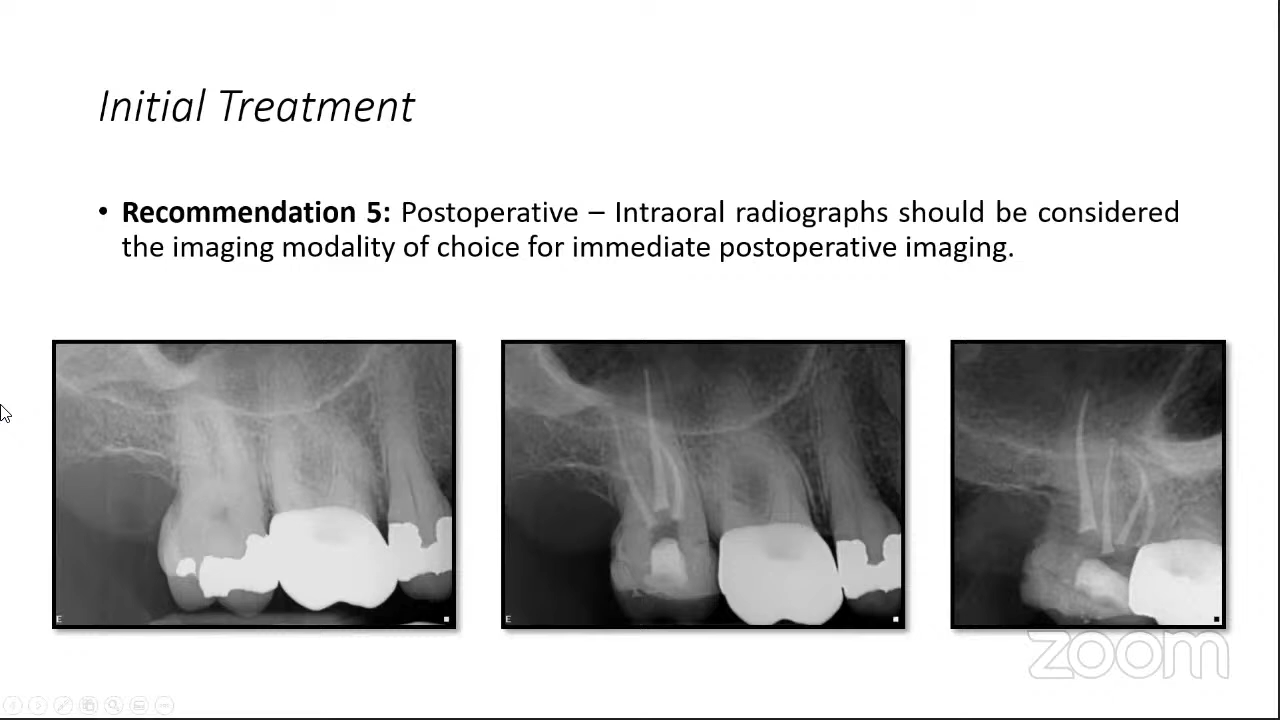 Initial Treatment
• Recommendation 5: Postoperative – Intraoral radiographs should be considered
the imaging modality of choice for immediate postoperative imaging.
E
E
zoom